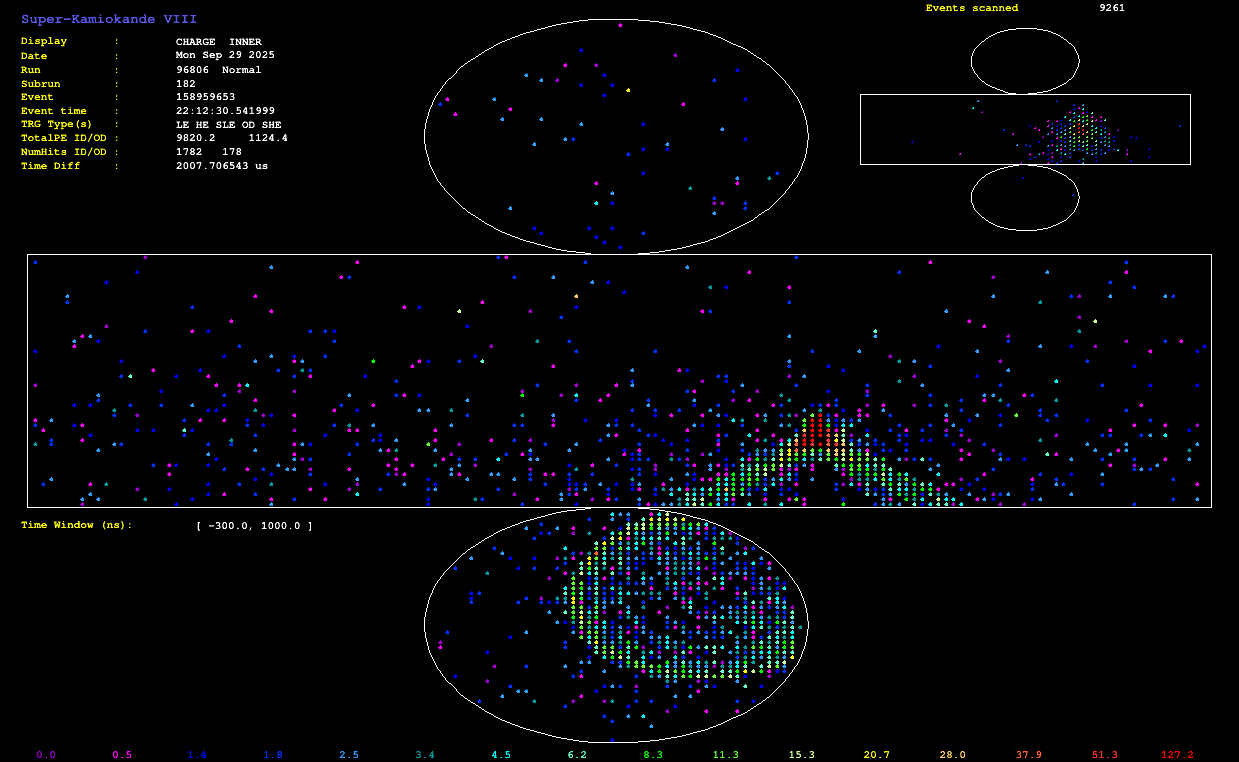 Super-Kamiokande VIII
Display : CHARGE INNER
Date : Mon Sep 29 2025
Run : 96806 Normal
Subrun : 182
Event : 158959653
Event time : 22:12:30.541999
TRG Type(s) : LE HE SLE OD SHE
TotalPE ID/OD : 9820.2 1124.4
NumHits ID/OD : 1782 178
Time Diff : 2007.706543 us
Events scanned 9261
Time Window (ns): [ −300.0, 1000.0 ]
0.0 0.5 1.4 1.8 2.5 3.4 4.5 6.2 8.3 11.3 15.3 20.7 28.0 37.9 51.3 127.2